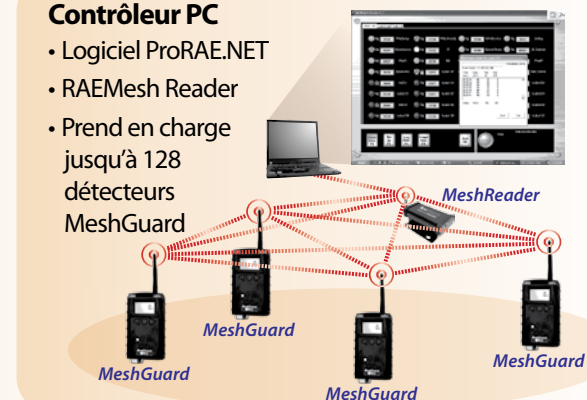 Contrôleur PC
• Logiciel ProRAE.NET
• RAEMesh Reader
• Prend en charge
jusqu'à 128
détecteurs
MeshGuard
MeshReader
MeshGuard
MeshGuard
MeshGuard
MeshGuard